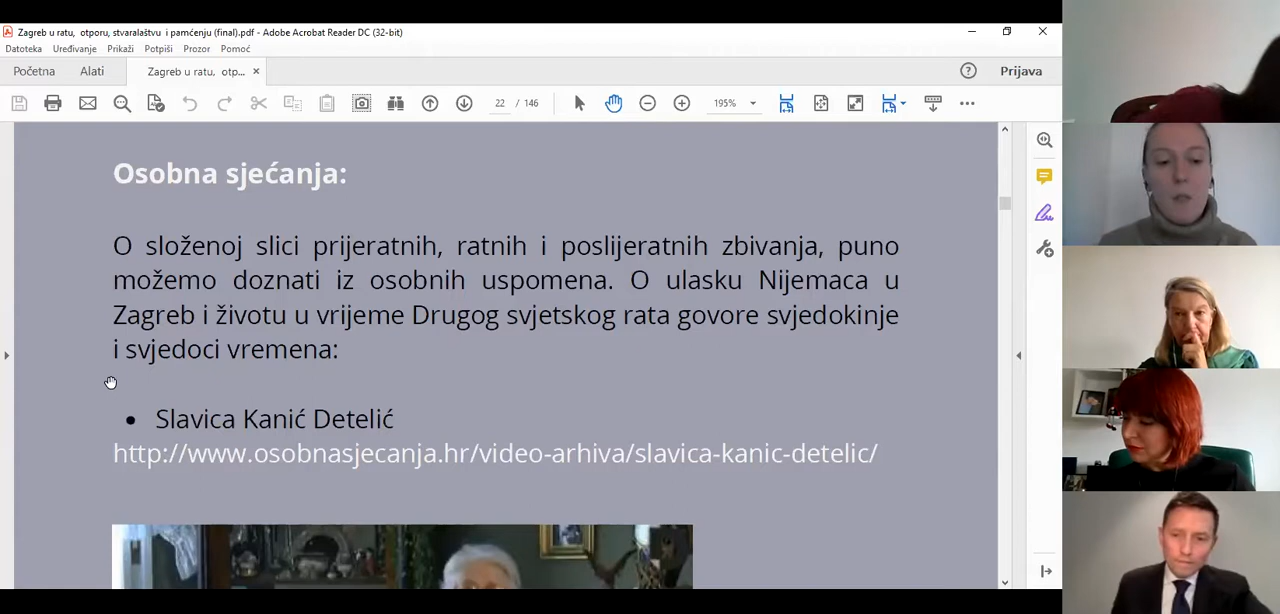 Zagreb u ratu, otporu, stvaralaštvu i pamćenju (final).pdf - Adobe Acrobat Reader DC (32-bit)
Datoteka Uređivanje Prikaži Potpiši Prozor Pomoć
Početna Alati Zagreb u ratu, otp... Prijava
22 / 146 195%
Osobna sjećanja:
O složenoj slici prijeratnih, ratnih i poslijeratnih zbivanja, puno
možemo doznati iz osobnih uspomena. O ulasku Nijemaca u
Zagreb i životu u vrijeme Drugog svjetskog rata govore svjedokinje
i svjedoci vremena:
• Slavica Kanić Detelić
http://www.osobnasjecanja.hr/video-arhiva/slavica-kanic-detelic/